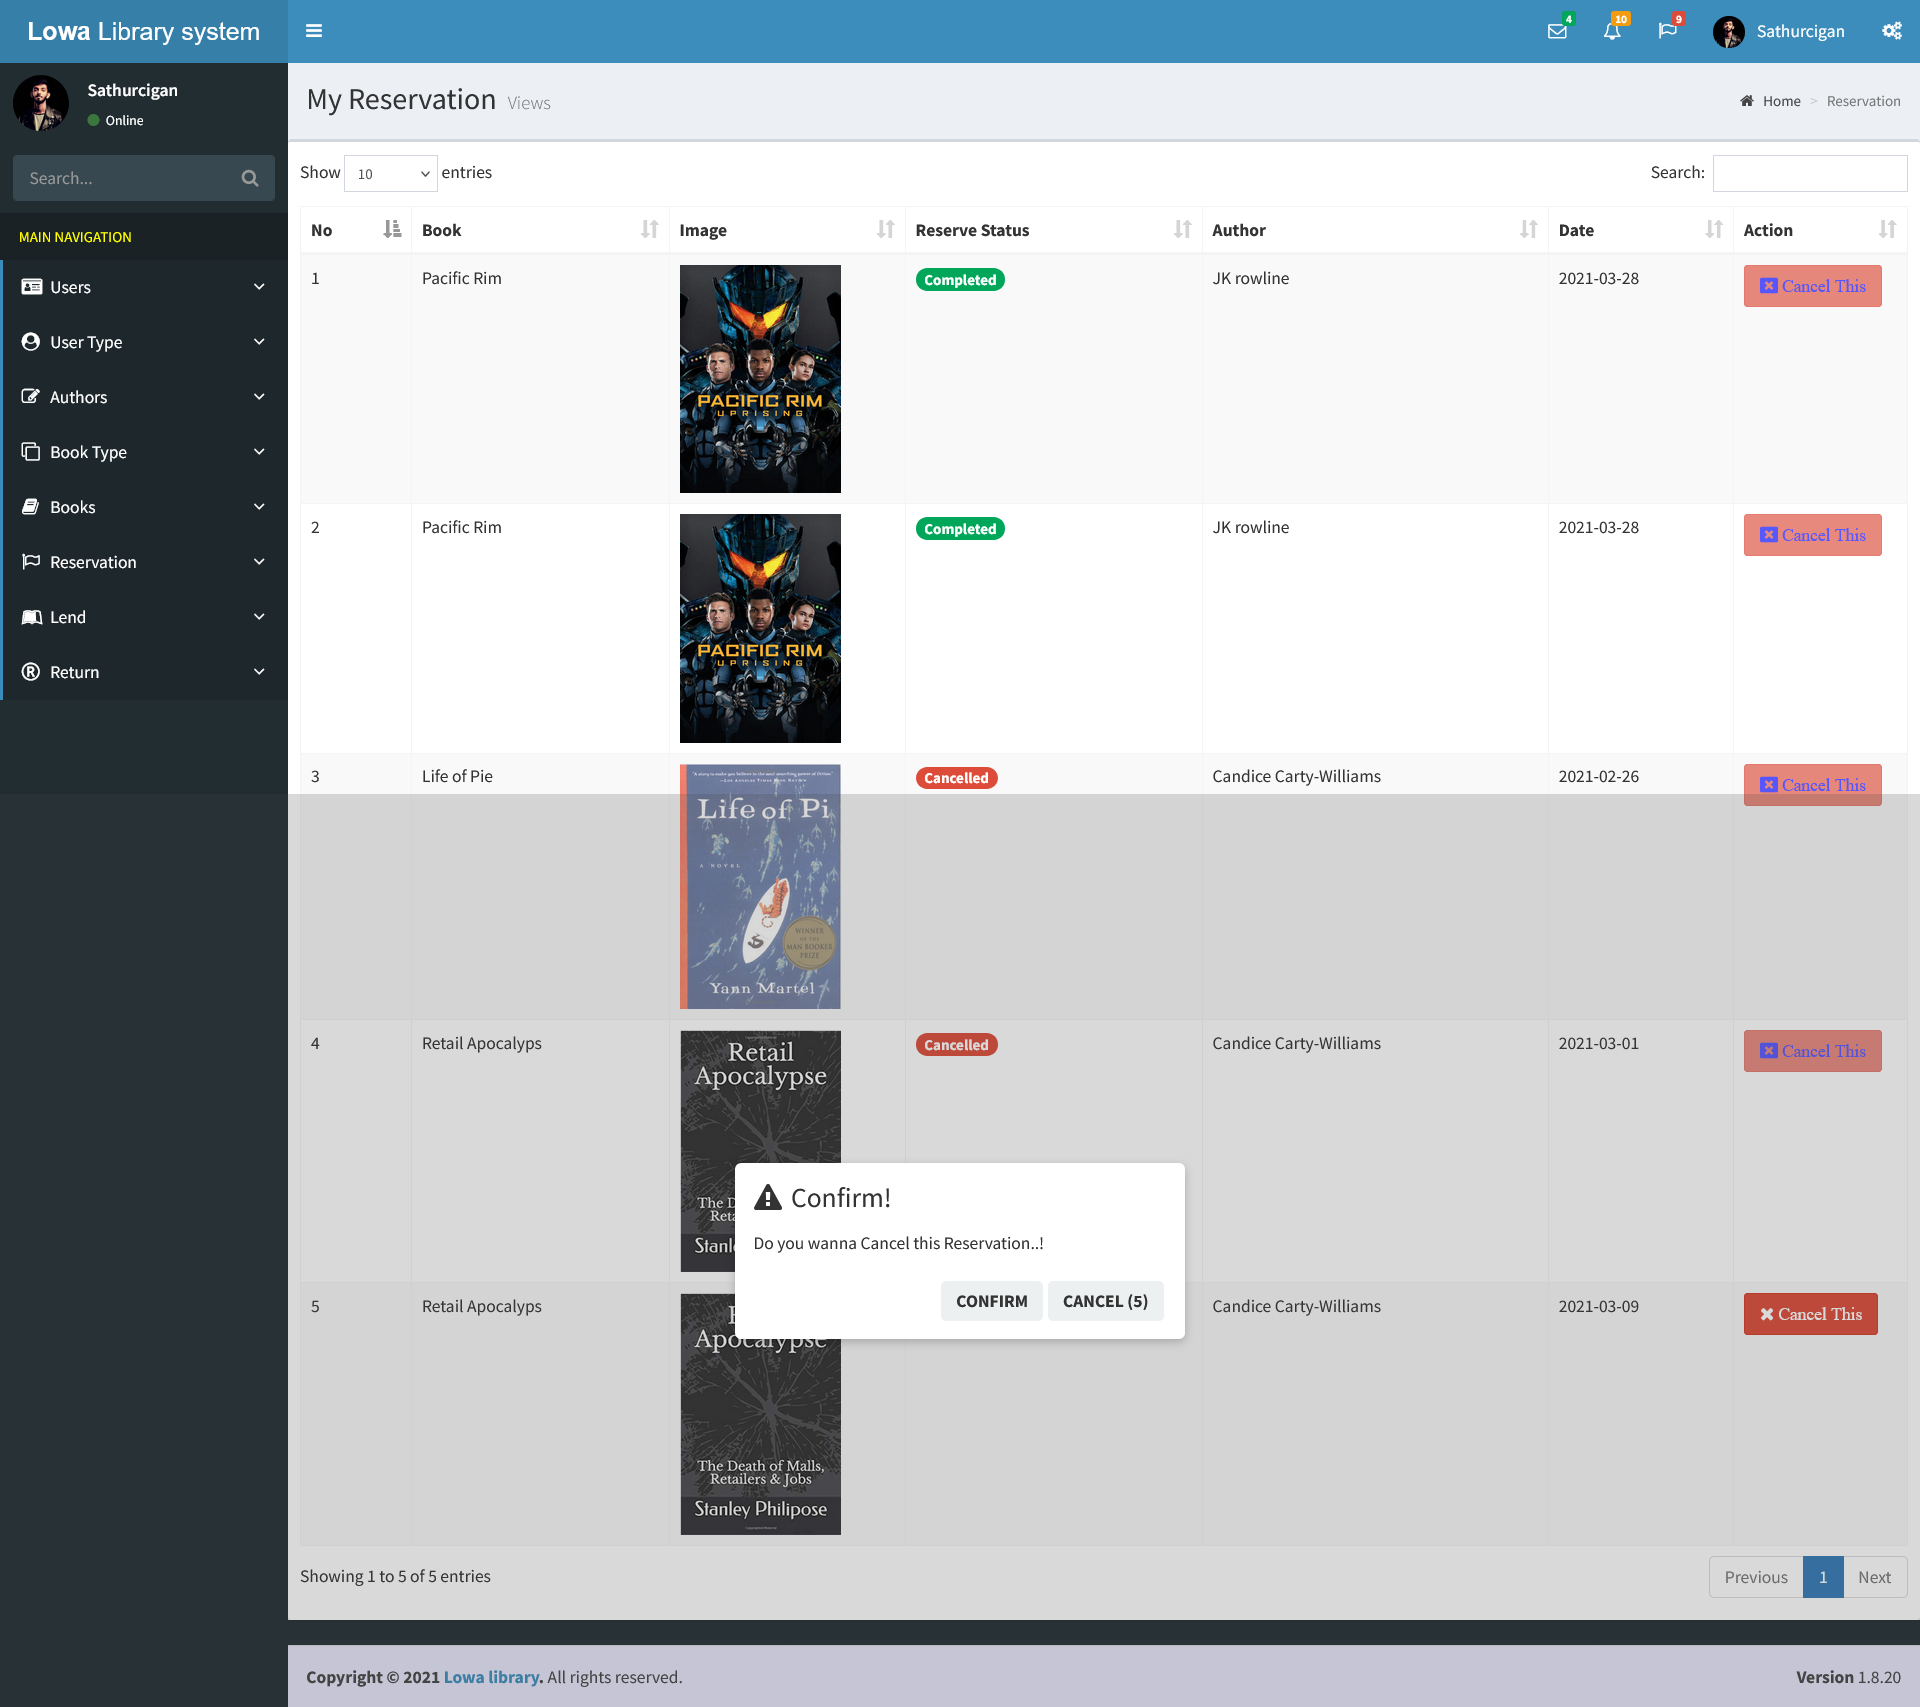 Lowa Library system
4
10
9
Sathurcigan
Sathurcigan
Online
Search...
MAIN NAVIGATION
Users
User Type
Authors
Book Type
Books
Reservation
Lend
Return
My Reservation Views
Home > Reservation
Show 10 entries
Search:
No Book Image Reserve Status Author Date Action
1 Pacific Rim Completed JK rowline 2021-03-28 Cancel This
PACIFIC RIM
UPRISING
2 Pacific Rim Completed JK rowline 2021-03-28 Cancel This
PACIFIC RIM
UPRISING
3 Life of Pie Cancelled Candice Carty-Williams 2021-02-26 Cancel This
Life of Pi
A NOVEL
WINNER
OF THE
MAN BOOKER
PRIZE
Yann Martel
4 Retail Apocalyps Cancelled Candice Carty-Williams 2021-03-01 Cancel This
Retail
Apocalypse
The D
Reta
Stanl
Confirm!
Do you wanna Cancel this Reservation..!
CONFIRM CANCEL (5)
5 Retail Apocalyps Candice Carty-Williams 2021-03-09 Cancel This
Apocalypse
The Death of Malls,
Retailers & Jobs
Stanley Philipose
Showing 1 to 5 of 5 entries
Previous 1 Next
Copyright © 2021 Lowa library. All rights reserved.
Version 1.8.20